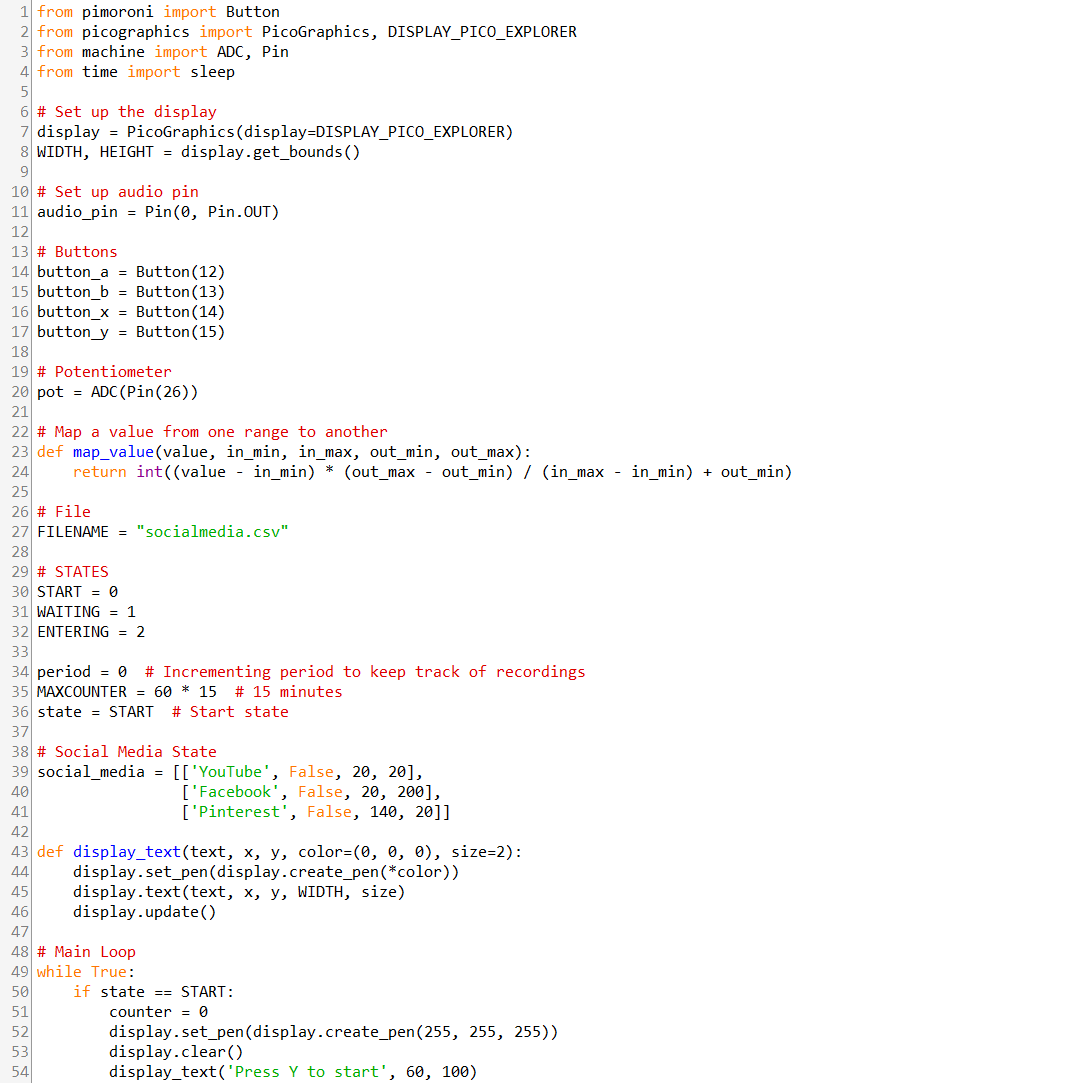 1 from pimoroni import Button
2 from picographics import PicoGraphics, DISPLAY_PICO_EXPLORER
3 from machine import ADC, Pin
4 from time import sleep
5
6 # Set up the display
7 display = PicoGraphics(display=DISPLAY_PICO_EXPLORER)
8 WIDTH, HEIGHT = display.get_bounds()
9
10 # Set up audio pin
11 audio_pin = Pin(0, Pin.OUT)
12
13 # Buttons
14 button_a = Button(12)
15 button_b = Button(13)
16 button_x = Button(14)
17 button_y = Button(15)
18
19 # Potentiometer
20 pot = ADC(Pin(26))
21
22 # Map a value from one range to another
23 def map_value(value, in_min, in_max, out_min, out_max):
24     return int((value - in_min) * (out_max - out_min) / (in_max - in_min) + out_min)
25
26 # File
27 FILENAME = "socialmedia.csv"
28
29 # STATES
30 START = 0
31 WAITING = 1
32 ENTERING = 2
33
34 period = 0  # Incrementing period to keep track of recordings
35 MAXCOUNTER = 60 * 15  # 15 minutes
36 state = START  # Start state
37
38 # Social Media State
39 social_media = [['YouTube', False, 20, 20],
40                 ['Facebook', False, 20, 200],
41                 ['Pinterest', False, 140, 20]]
42
43 def display_text(text, x, y, color=(0, 0, 0), size=2):
44     display.set_pen(display.create_pen(*color))
45     display.text(text, x, y, WIDTH, size)
46     display.update()
47
48 # Main Loop
49 while True:
50     if state == START:
51         counter = 0
52         display.set_pen(display.create_pen(255, 255, 255))
53         display.clear()
54         display_text('Press Y to start', 60, 100)